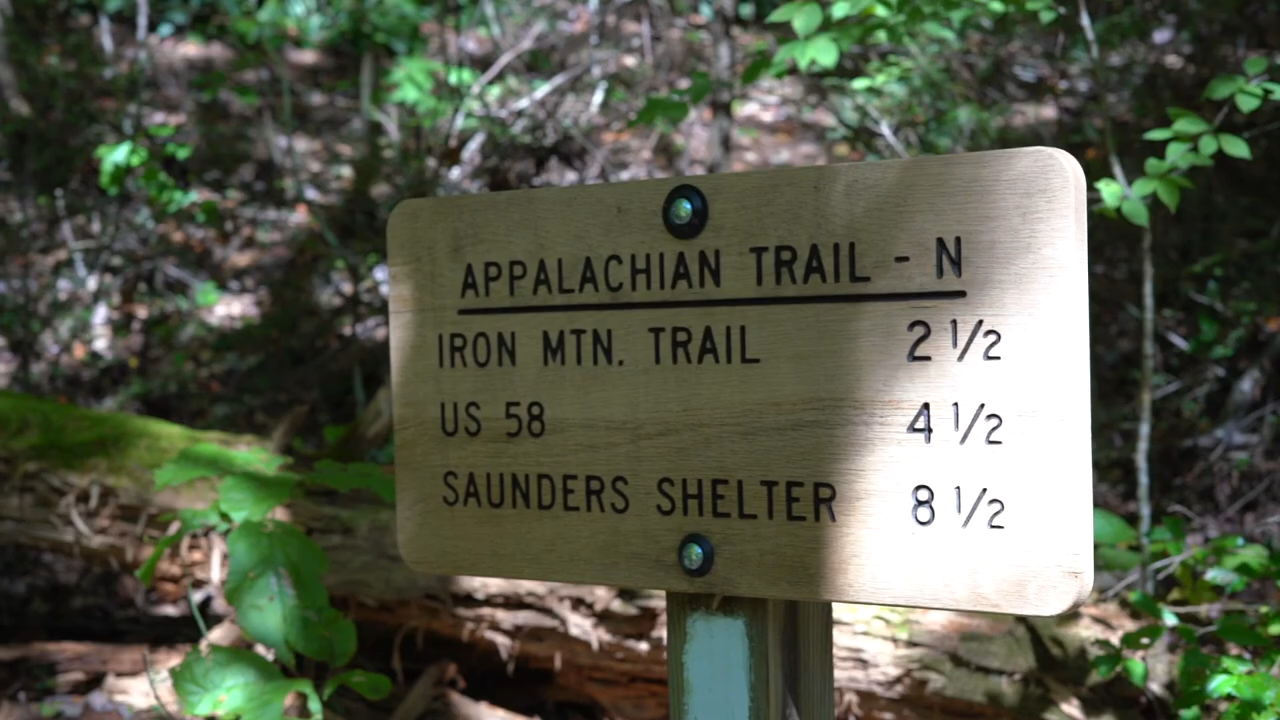 APPALACHIAN TRAIL - N
IRON MTN. TRAIL 2 1/2
US 58 4 1/2
SAUNDERS SHELTER 8 1/2